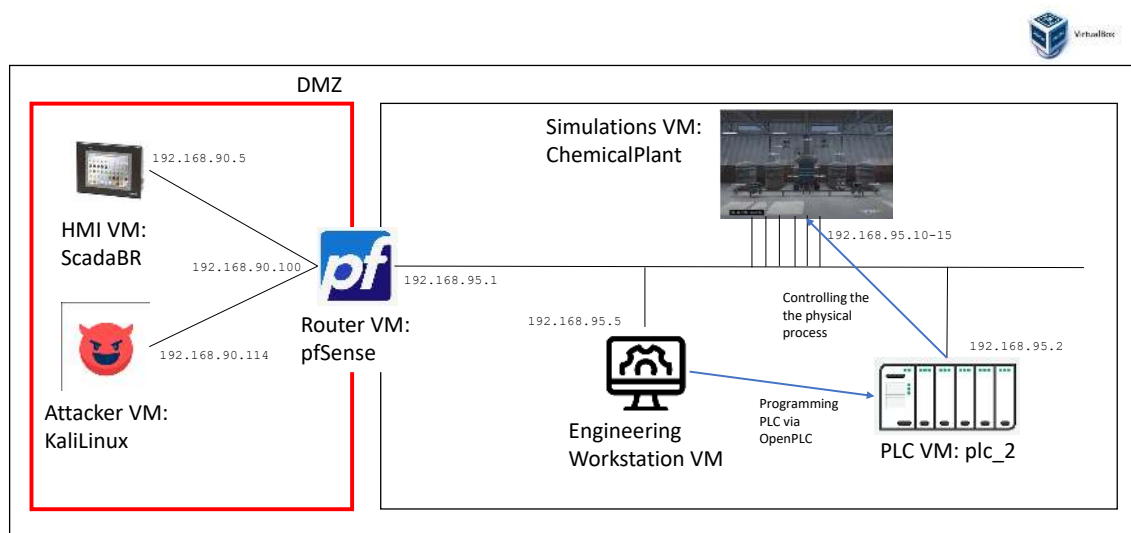 VirtualBox
DMZ
192.168.90.5
HMI VM:
ScadaBR
192.168.90.100
192.168.90.114
Attacker VM:
KaliLinux
pf
Router VM:
pfSense
192.168.95.1
Simulations VM:
ChemicalPlant
192.168.95.10-15
Controlling the
the physical
process
192.168.95.5
Engineering
Workstation VM
Programming
PLC via
OpenPLC
192.168.95.2
PLC VM: plc_2